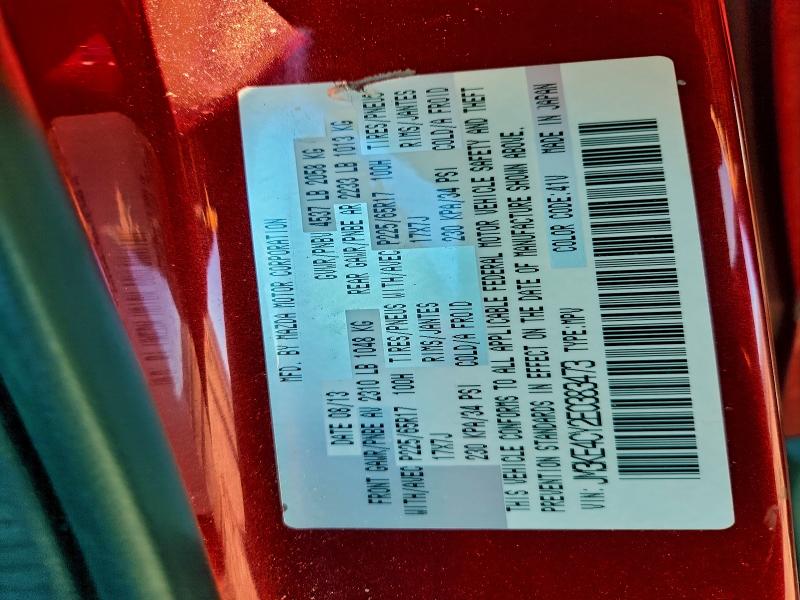 MFD. BY MAZDA MOTOR CORPORATION
DATE 08/13 GVWR/PNBV 4537 LB 2058 KG
FRONT GAWR/PNBE AV 2310 LB 1048 KG REAR GAWR/PNBE AR 2233 LB 1013 KG
WITH/AVEC P225/65R17 100H TIRES/PNEUS WITH/AVEC P225/65R17 100H TIRES/PNEUS
17X7J RIMS/JANTES 17X7J RIMS/JANTES
230 KPA/34 PSI COLD/A FROID 230 KPA/34 PSI COLD/A FROID
THIS VEHICLE CONFORMS TO ALL APPLICABLE FEDERAL MOTOR VEHICLE SAFETY AND THEFT
PREVENTION STANDARDS IN EFFECT ON THE DATE OF MANUFACTURE SHOWN ABOVE.
COLOR CODE: 41V MADE IN JAPAN
VIN: JM3KE4CY2E0383473 TYPE: MPV